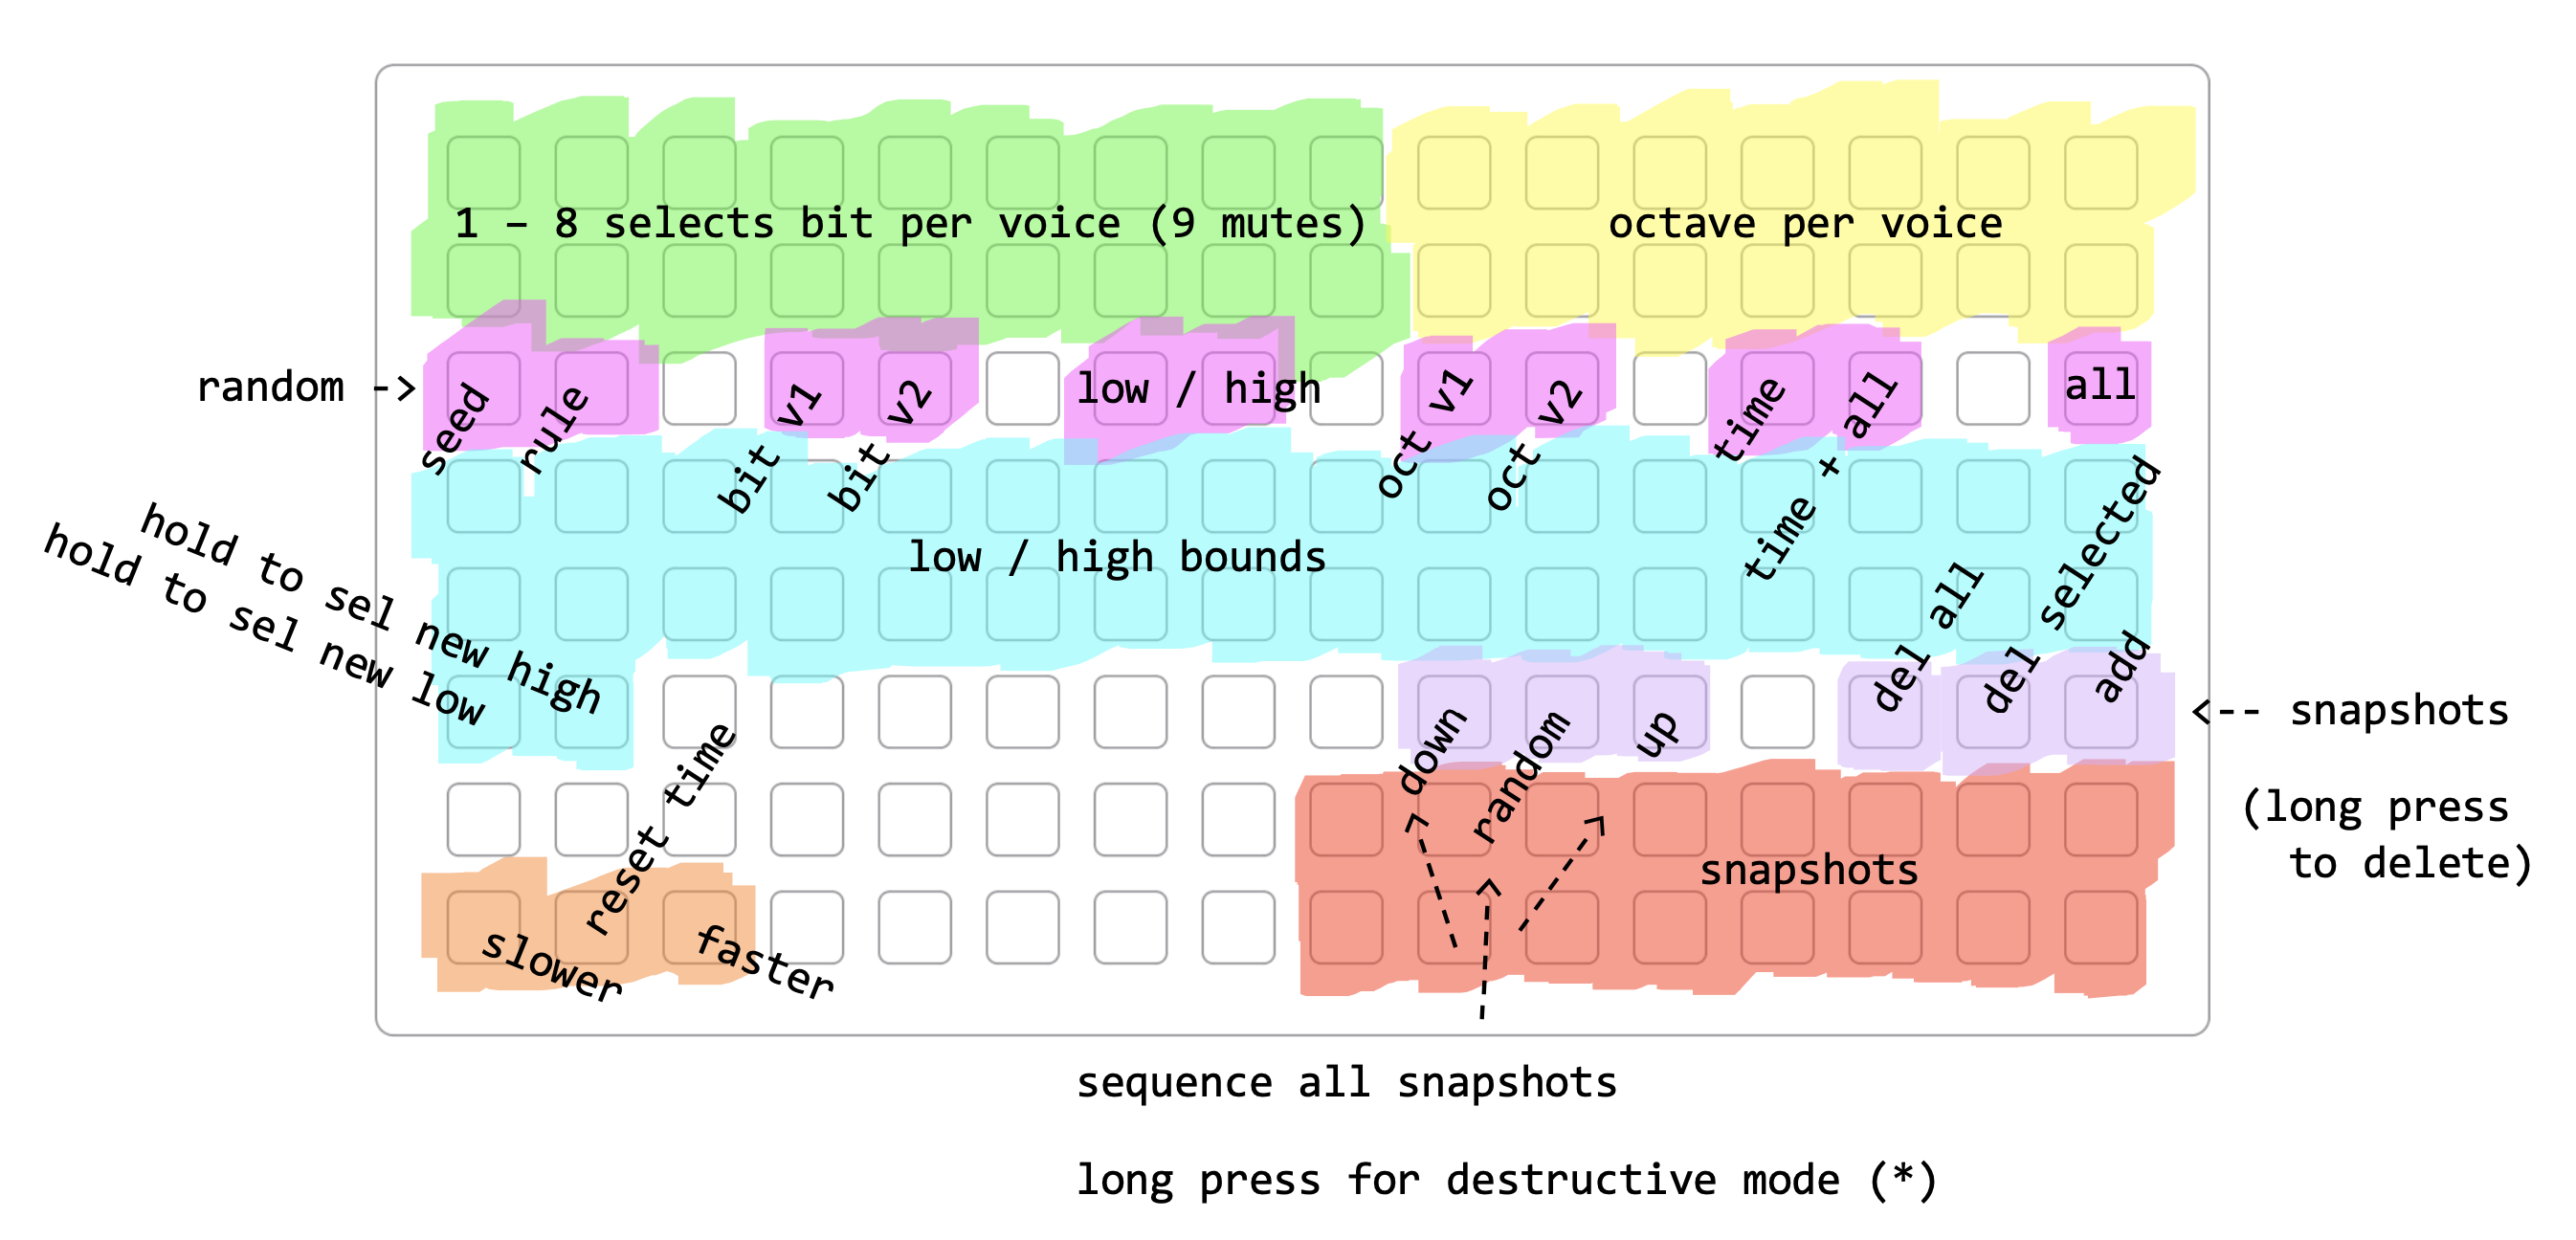 1 – 8 selects bit per voice (9 mutes)
octave per voice
random ->
seed
rule
bit v1
bit v2
low / high
oct v1
oct v2
time
time + all
all
low / high bounds
hold to sel new high
hold to sel new low
down
random
up
del all
del selected
add
<-- snapshots
(long press
to delete)
snapshots
slower
reset time
faster
sequence all snapshots
long press for destructive mode (*)